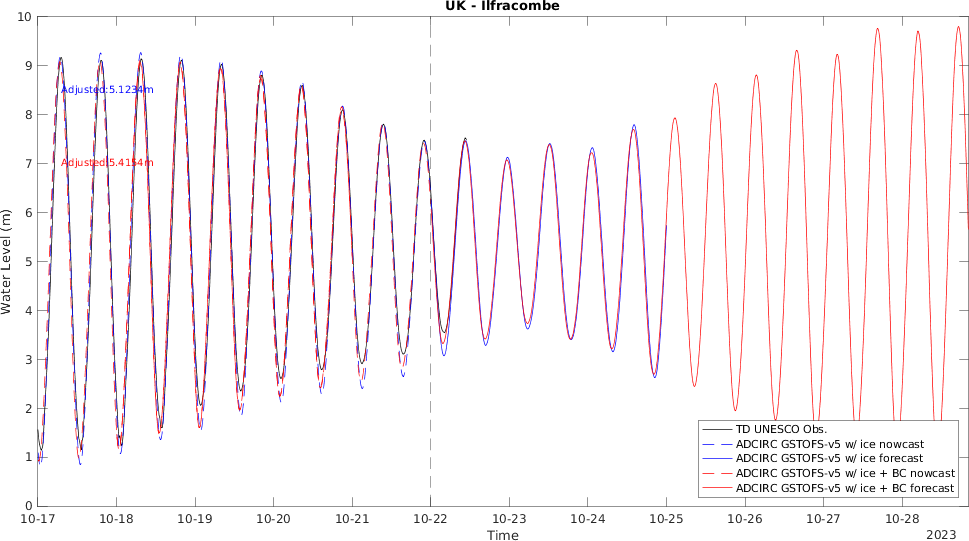 UK - Ilfracombe
10
9
8
7
6
5
4
3
2
1
0
Water Level (m)
Adjusted:5.1234m
Adjusted:5.4154m
TD UNESCO Obs.
ADCIRC GSTOFS-v5 w/ ice nowcast
ADCIRC GSTOFS-v5 w/ ice forecast
ADCIRC GSTOFS-v5 w/ ice + BC nowcast
ADCIRC GSTOFS-v5 w/ ice + BC forecast
10-17 10-18 10-19 10-20 10-21 10-22 10-23 10-24 10-25 10-26 10-27 10-28
Time
2023